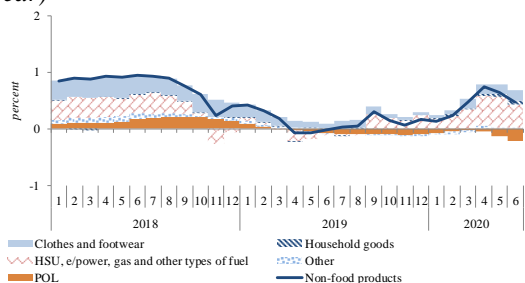 2
1
percent
0
-1
1 2 3 4 5 6 7 8 9 10 11 12 1 2 3 4 5 6 7 8 9 10 11 12 1 2 3 4 5 6
2018 2019 2020
Clothes and footwear Household goods
HSU, e/power, gas and other types of fuel Other
POL Non-food products